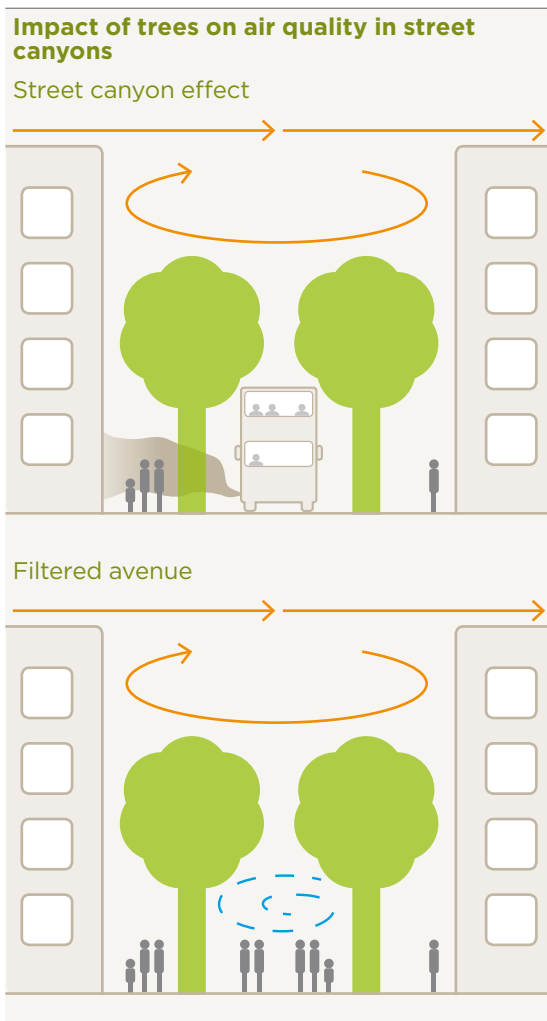 Impact of trees on air quality in street
canyons
Street canyon effect
Filtered avenue